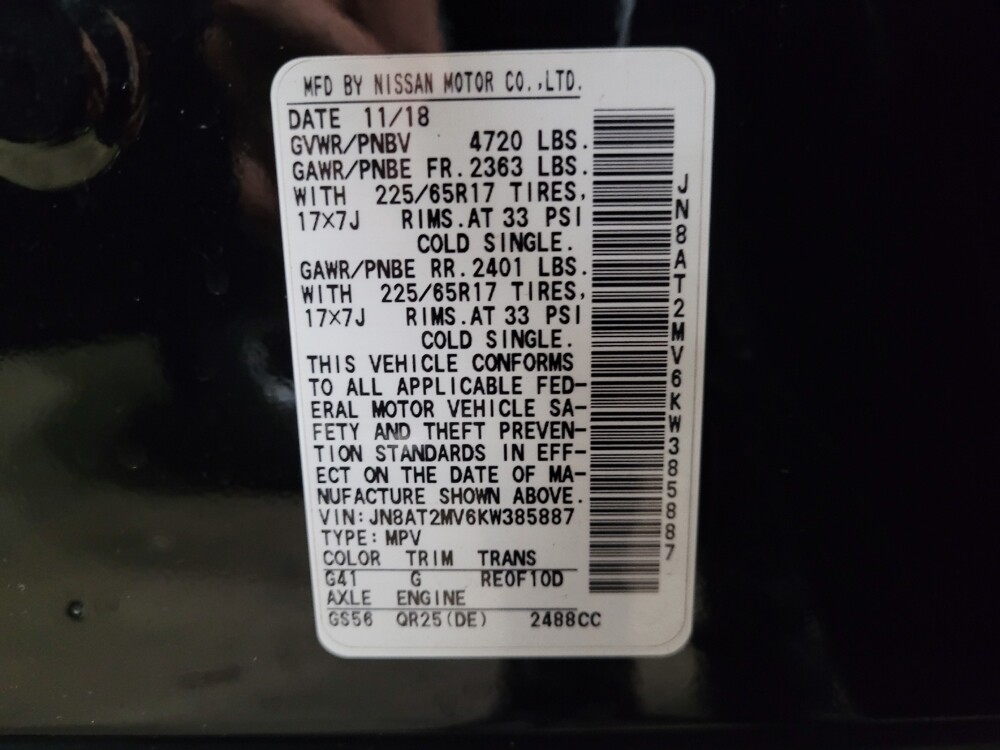 MFD BY NISSAN MOTOR CO.,LTD.
DATE 11/18
GVWR/PNBV 4720 LBS.
GAWR/PNBE FR.2363 LBS.
WITH 225/65R17 TIRES,
17×7J RIMS.AT 33 PSI
COLD SINGLE.
GAWR/PNBE RR.2401 LBS.
WITH 225/65R17 TIRES,
17×7J RIMS.AT 33 PSI
COLD SINGLE.
THIS VEHICLE CONFORMS
TO ALL APPLICABLE FED-
ERAL MOTOR VEHICLE SA-
FETY AND THEFT PREVEN-
TION STANDARDS IN EFF-
ECT ON THE DATE OF MA-
NUFACTURE SHOWN ABOVE.
VIN:JN8AT2MV6KW385887
TYPE:MPV
COLOR TRIM TRANS
G41 G RE0F10D
AXLE ENGINE
GS56 QR25(DE) 2488CC
JN8AT2MV6KW385887